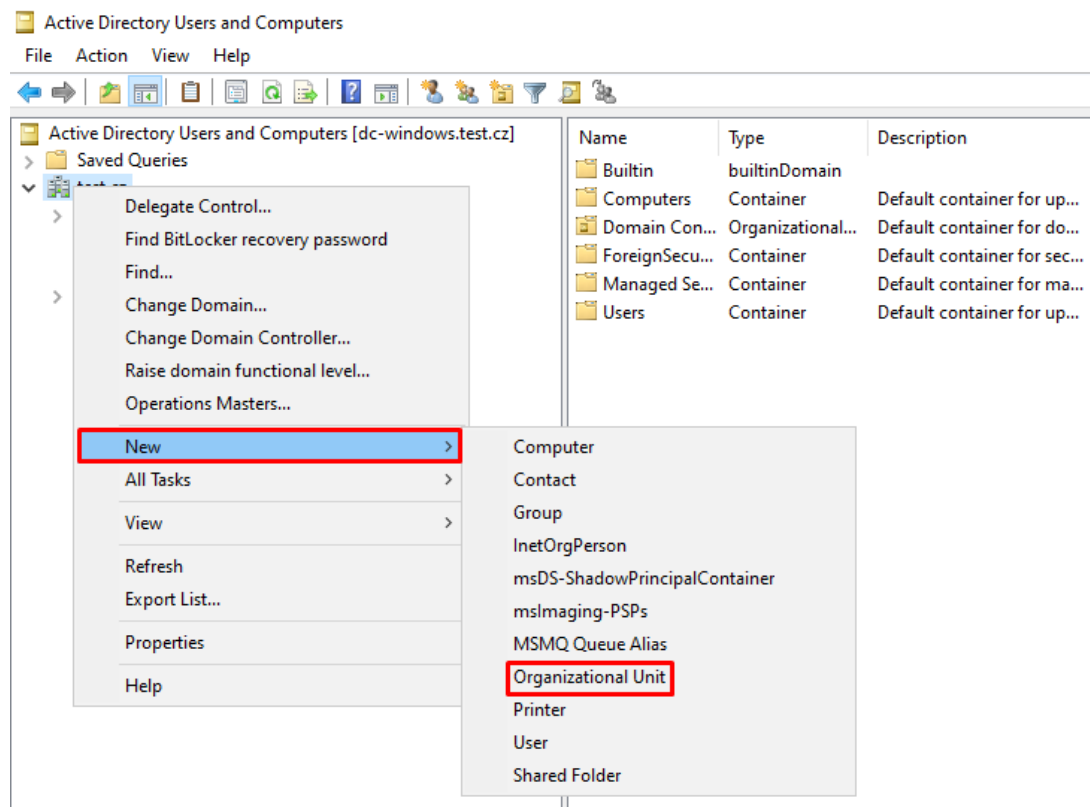 Active Directory Users and Computers
File Action View Help
Active Directory Users and Computers [dc-windows.test.cz]
Saved Queries
Name Type Description
Builtin builtinDomain
Computers Container Default container for up...
Domain Con... Organizational... Default container for do...
ForeignSecu... Container Default container for sec...
Managed Se... Container Default container for ma...
Users Container Default container for up...
Delegate Control...
Find BitLocker recovery password
Find...
Change Domain...
Change Domain Controller...
Raise domain functional level...
Operations Masters...
New
All Tasks
View
Refresh
Export List...
Properties
Help
Computer
Contact
Group
InetOrgPerson
msDS-ShadowPrincipalContainer
msImaging-PSPs
MSMQ Queue Alias
Organizational Unit
Printer
User
Shared Folder